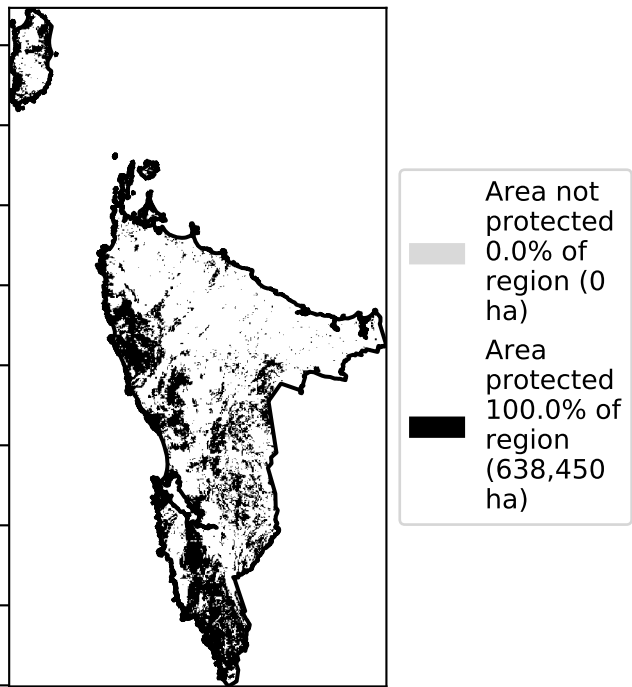 Area not
protected
0.0% of
region (0
ha)
Area
protected
100.0% of
region
(638,450
ha)